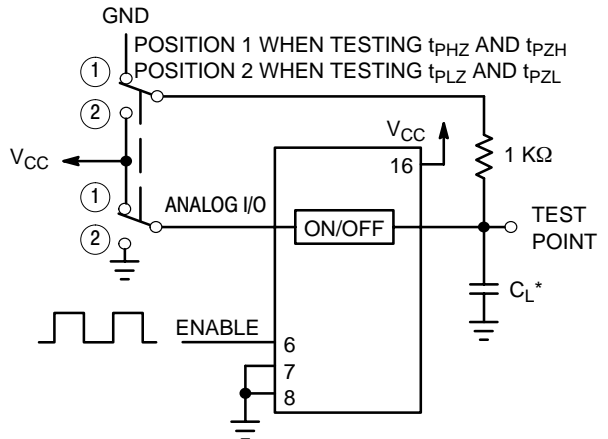 GND
POSITION 1 WHEN TESTING tPHZ AND tPZH
POSITION 2 WHEN TESTING tPLZ AND tPZL
1
2
VCC
VCC
16
1 KΩ
1
ANALOG I/O
ON/OFF
TEST
POINT
2
CL*
ENABLE
6
7
8